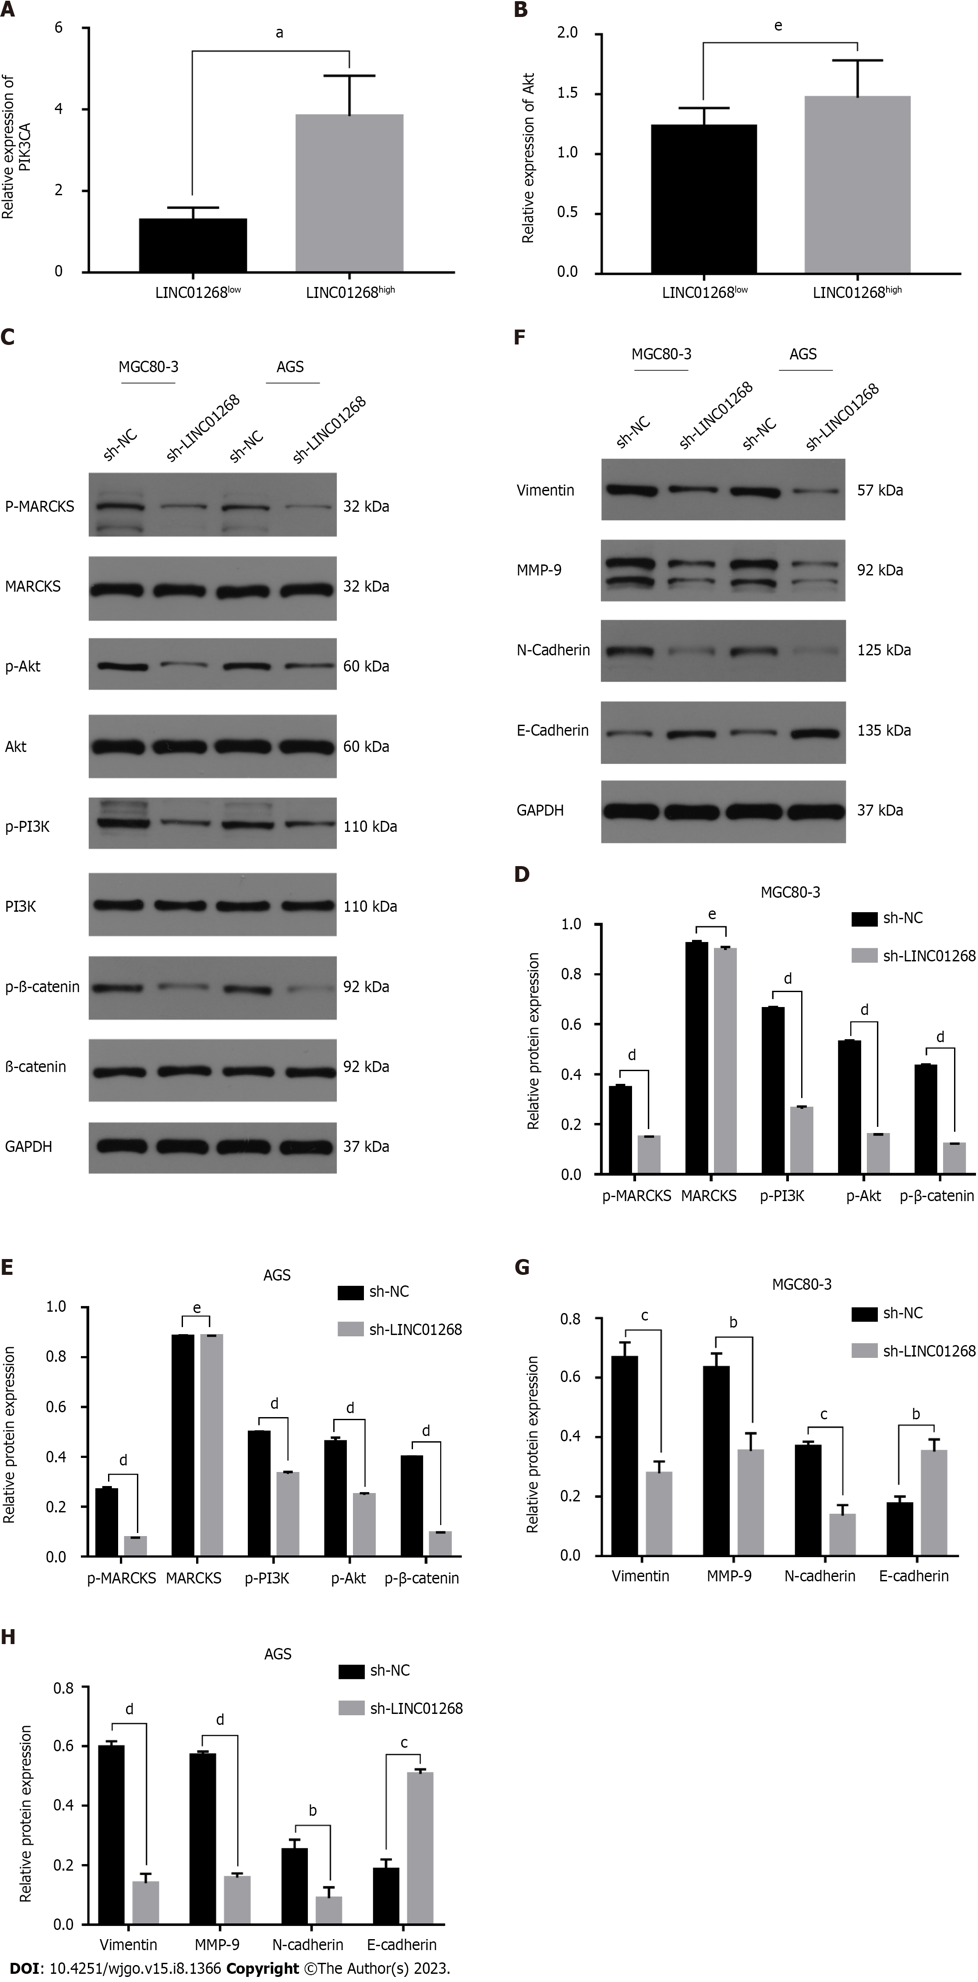 A
6
4
2
0
Relative expression of
PIK3CA
a
LINC01268low
LINC01268high
B
2.0
1.5
1.0
0.5
0.0
Relative expression of Akt
e
LINC01268low
LINC01268high
C
MGC80-3
AGS
sh-NC
sh-LINC01268
sh-NC
sh-LINC01268
P-MARCKS
32 kDa
MARCKS
32 kDa
p-Akt
60 kDa
Akt
60 kDa
p-PI3K
110 kDa
PI3K
110 kDa
p-ß-catenin
92 kDa
ß-catenin
92 kDa
GAPDH
37 kDa
F
MGC80-3
AGS
sh-NC
sh-LINC01268
sh-NC
sh-LINC01268
Vimentin
57 kDa
MMP-9
92 kDa
N-Cadherin
125 kDa
E-Cadherin
135 kDa
GAPDH
37 kDa
D
MGC80-3
sh-NC
sh-LINC01268
1.0
0.8
0.6
0.4
0.2
0.0
Relative protein expression
d
e
d
d
d
p-MARCKS
MARCKS
p-PI3K
p-Akt
p-β-catenin
E
AGS
sh-NC
sh-LINC01268
1.0
0.8
0.6
0.4
0.2
0.0
Relative protein expression
d
e
d
d
d
p-MARCKS
MARCKS
p-PI3K
p-Akt
p-β-catenin
G
MGC80-3
sh-NC
sh-LINC01268
0.8
0.6
0.4
0.2
0.0
Relative protein expression
c
b
c
b
Vimentin
MMP-9
N-cadherin
E-cadherin
H
AGS
sh-NC
sh-LINC01268
0.8
0.6
0.4
0.2
0.0
Relative protein expression
d
d
b
c
Vimentin
MMP-9
N-cadherin
E-cadherin
DOI: 10.4251/wjgo.v15.i8.1366 Copyright ©The Author(s) 2023.